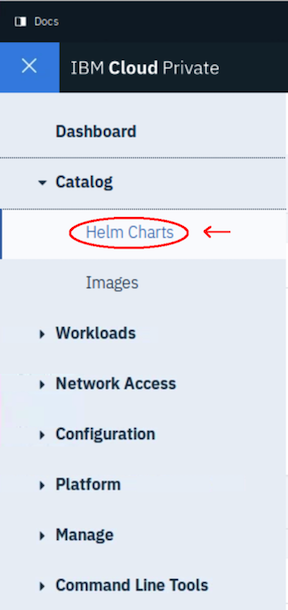 Docs
IBM Cloud Private
Dashboard
Catalog
Helm Charts
Images
Workloads
Network Access
Configuration
Platform
Manage
Command Line Tools